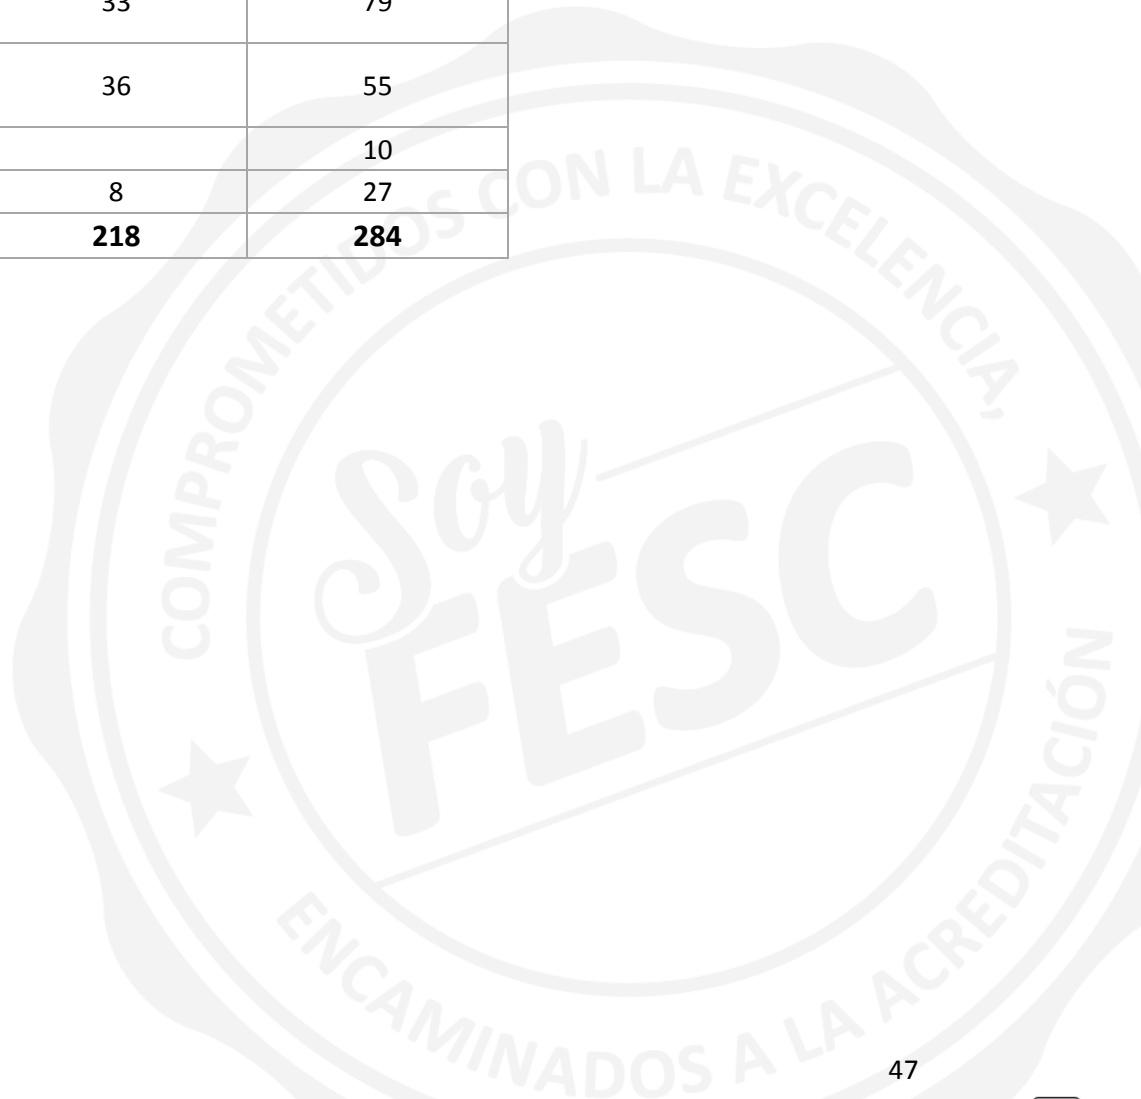 33 79
36 55
10
8 27
218 284
COMPROMETIDOS CON LA EXCELENCIA,
Soy
FESC
ENCAMINADOS A LA ACREDITACIÓN
47